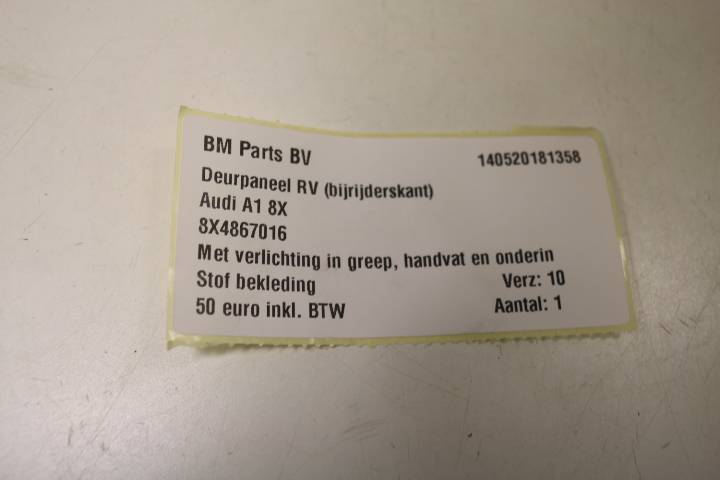 BM Parts BV 140520181358
Deurpaneel RV (bijrijderskant)
Audi A1 8X
8X4867016
Met verlichting in greep, handvat en onderin
Stof bekleding Verz: 10
50 euro inkl. BTW Aantal: 1